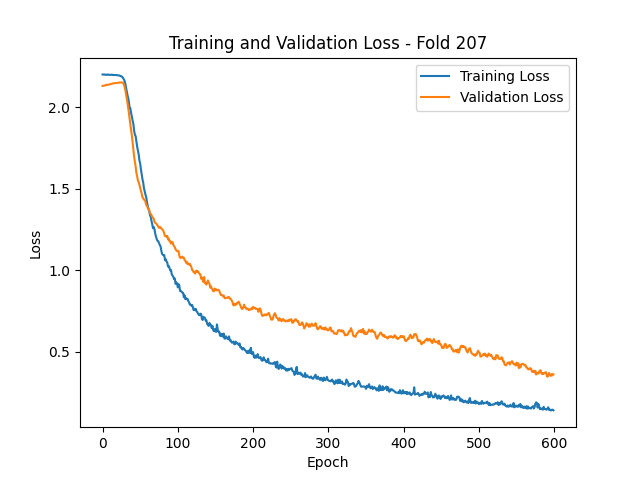 Training and Validation Loss - Fold 207
Training Loss
Validation Loss
Loss
2.0
1.5
1.0
0.5
0
100
200
300
400
500
600
Epoch